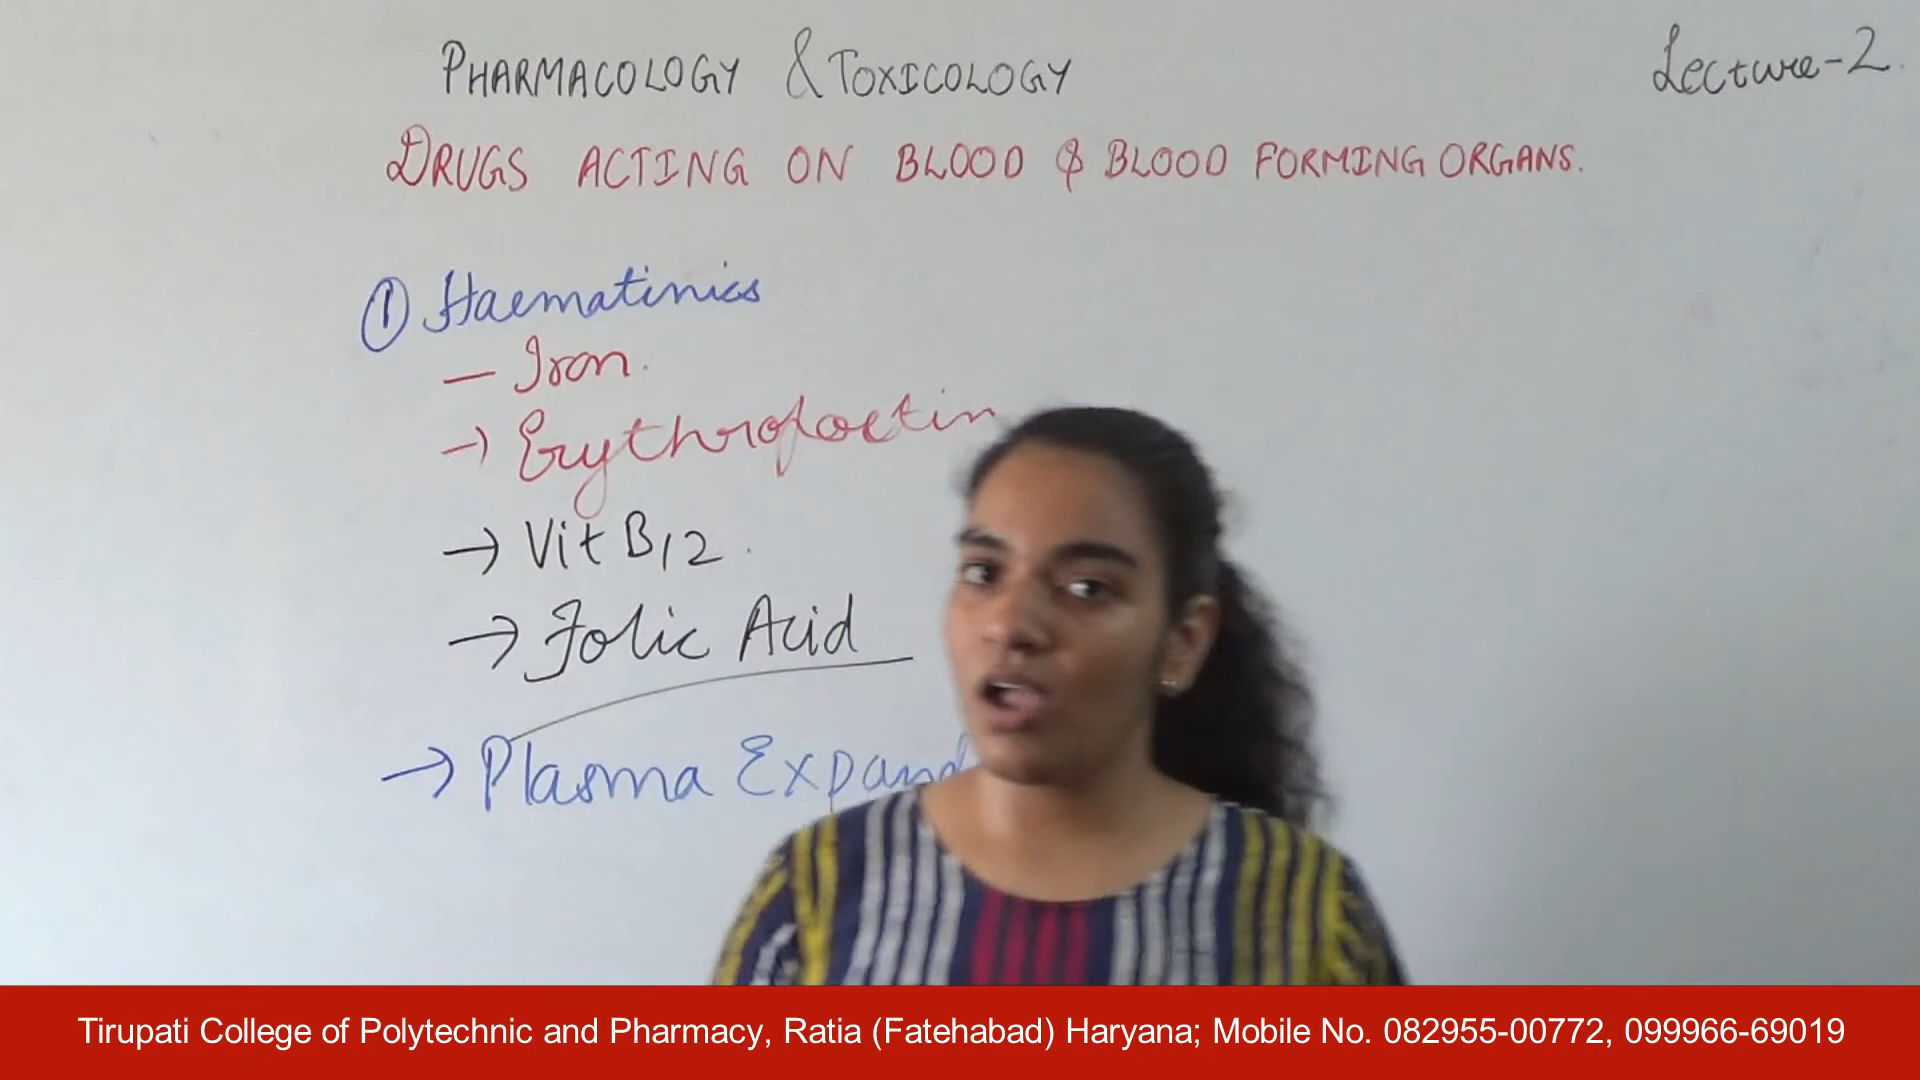 PHARMACOLOGY & TOXICOLOGY
Lecture-2.
DRUGS ACTING ON BLOOD & BLOOD FORMING ORGANS.
① Haematinics
— Iron.
→ Erythropoetin
→ Vit B12.
→ Folic Acid
→ Plasma Expand
Tirupati College of Polytechnic and Pharmacy, Ratia (Fatehabad) Haryana; Mobile No. 082955-00772, 099966-69019